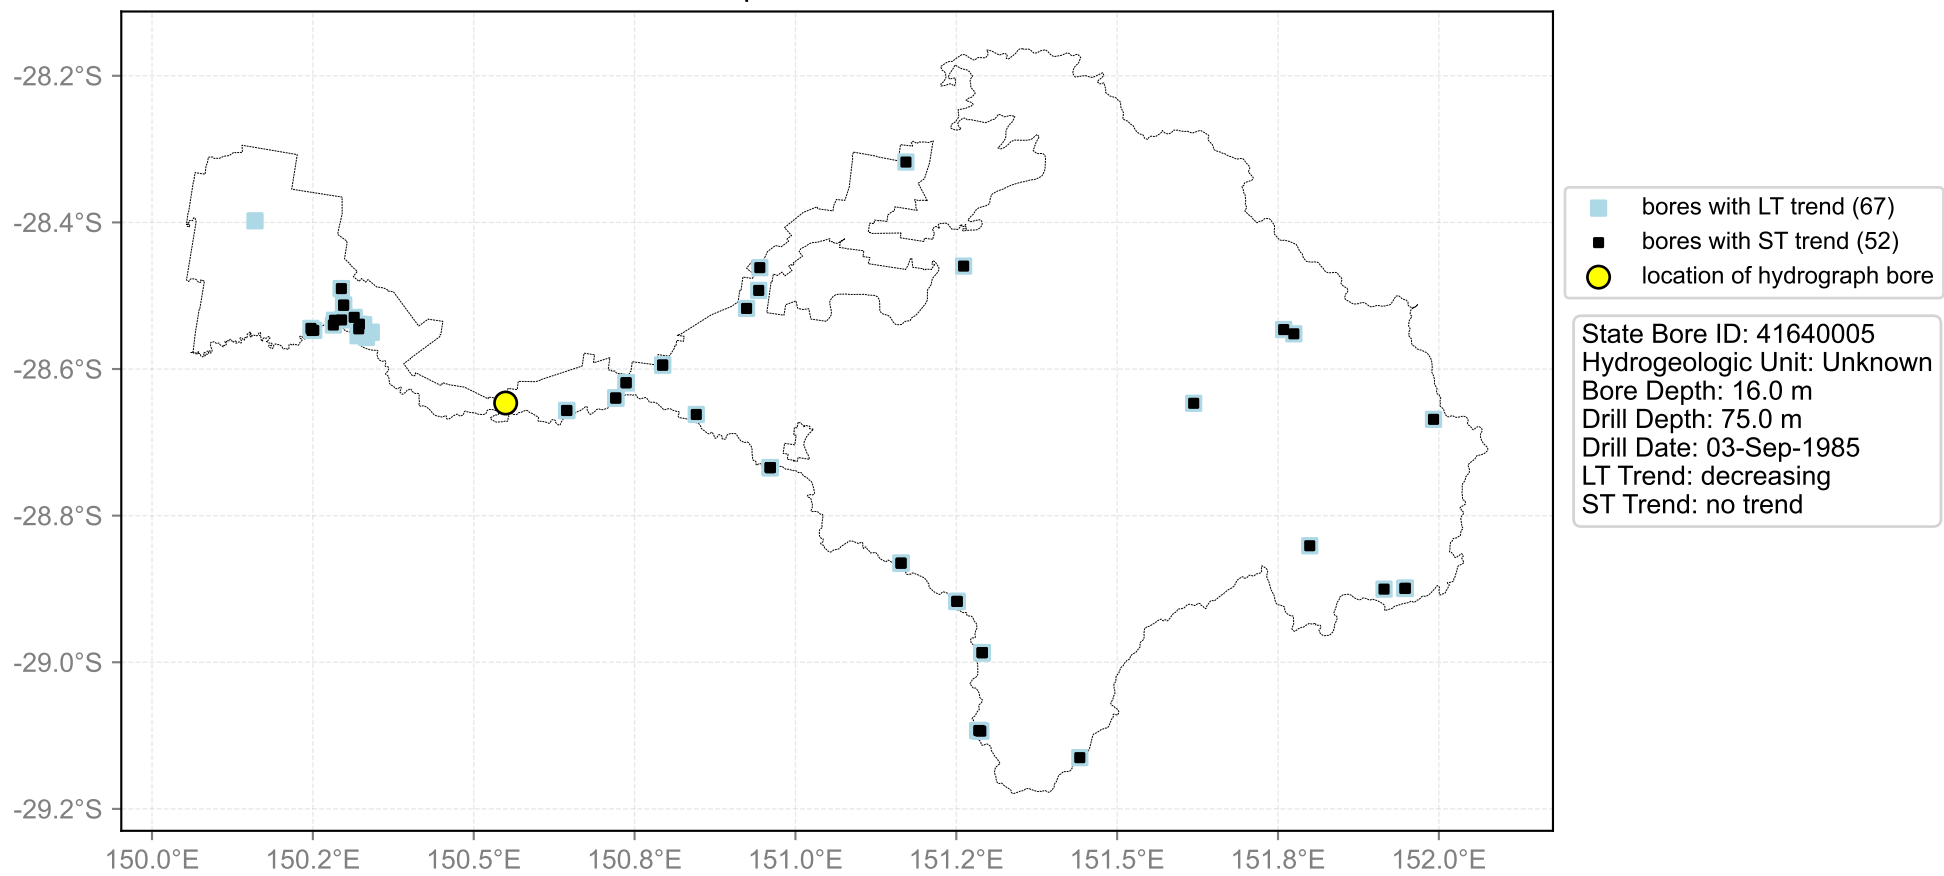 -28.2°S
-28.4°S
-28.6°S
-28.8°S
-29.0°S
-29.2°S
150.0°E
150.2°E
150.5°E
150.8°E
151.0°E
151.2°E
151.5°E
151.8°E
152.0°E
bores with LT trend (67)
bores with ST trend (52)
location of hydrograph bore
State Bore ID: 41640005
Hydrogeologic Unit: Unknown
Bore Depth: 16.0 m
Drill Depth: 75.0 m
Drill Date: 03-Sep-1985
LT Trend: decreasing
ST Trend: no trend